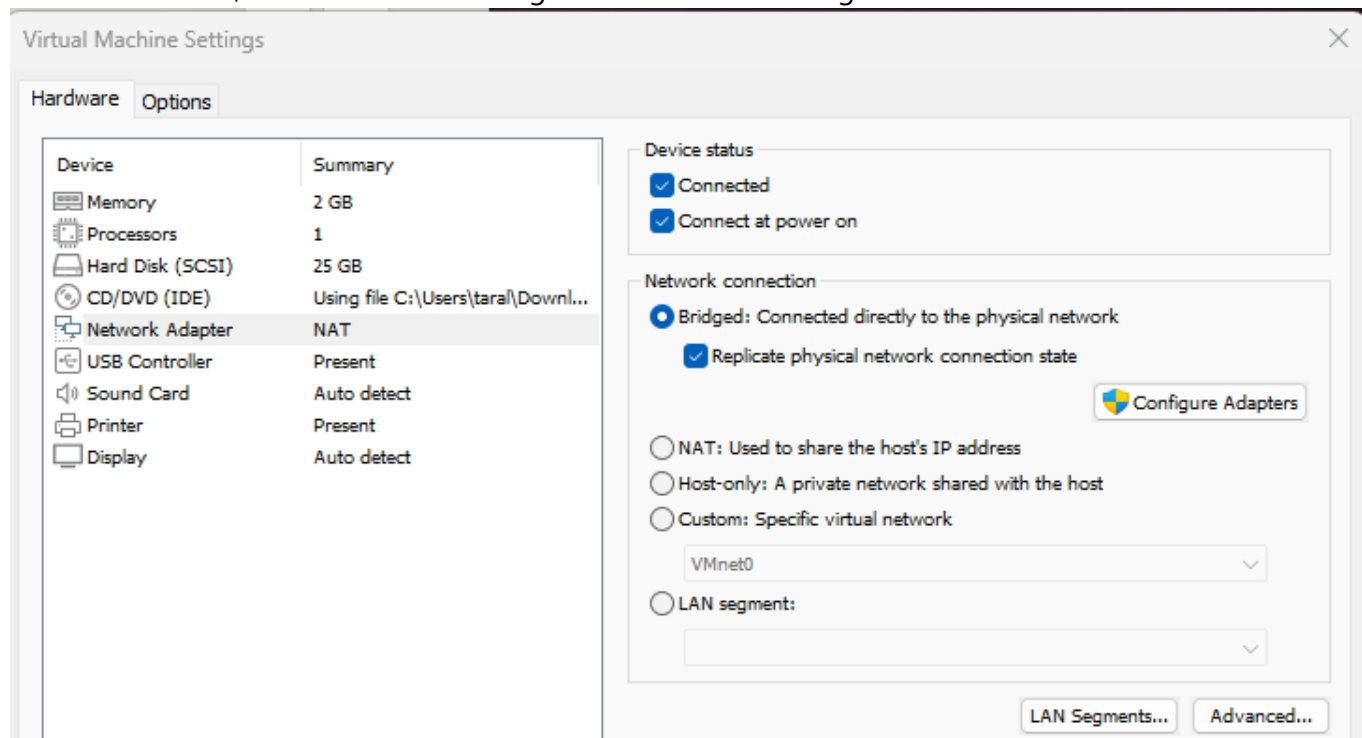 Virtual Machine Settings
Hardware Options
Device Summary
Memory 2 GB
Processors 1
Hard Disk (SCSI) 25 GB
CD/DVD (IDE) Using file C:\Users\taral\Downl...
Network Adapter NAT
USB Controller Present
Sound Card Auto detect
Printer Present
Display Auto detect
Device status
Connected
Connect at power on
Network connection
Bridged: Connected directly to the physical network
Replicate physical network connection state
Configure Adapters
NAT: Used to share the host's IP address
Host-only: A private network shared with the host
Custom: Specific virtual network
VMnet0
LAN segment:
LAN Segments... Advanced...